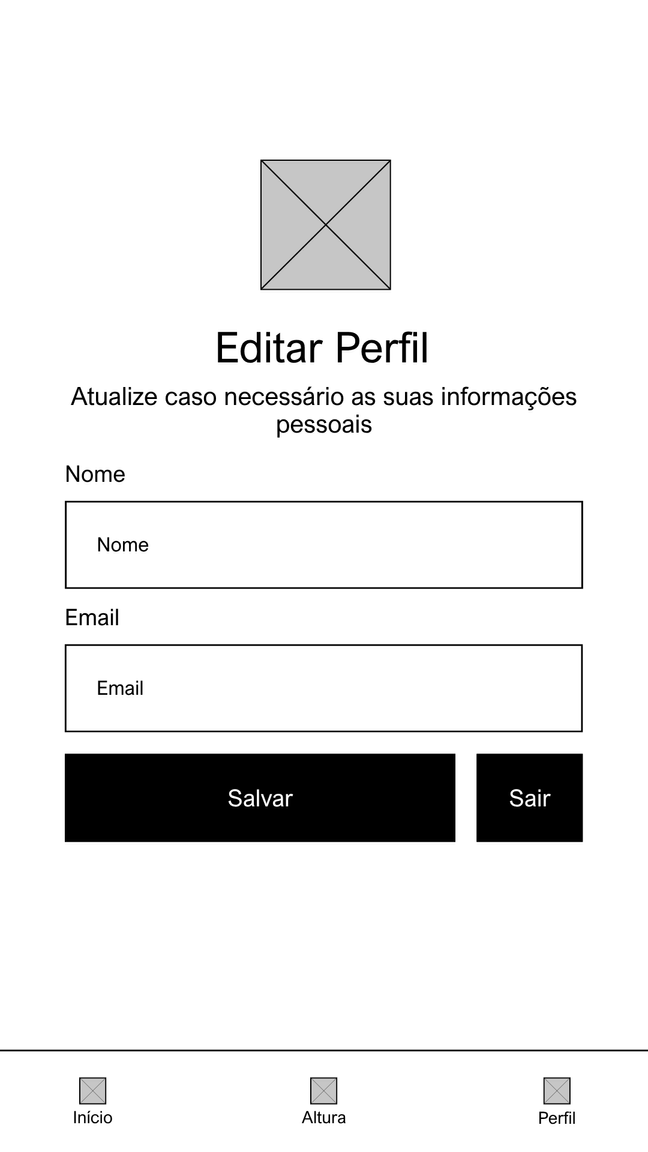 Editar Perfil
Atualize caso necessário as suas informações
pessoais
Nome
Nome
Email
Email
Salvar
Sair
Início
Altura
Perfil